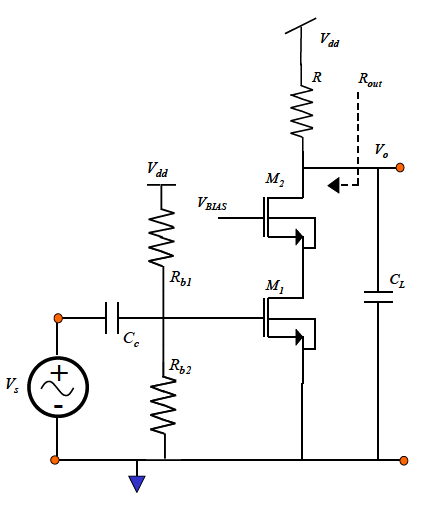 Vdd
R
Rout
Vo
Vdd
M2
VBIAS
Rb1
M1
CL
Cc
Vs
+
-
Rb2